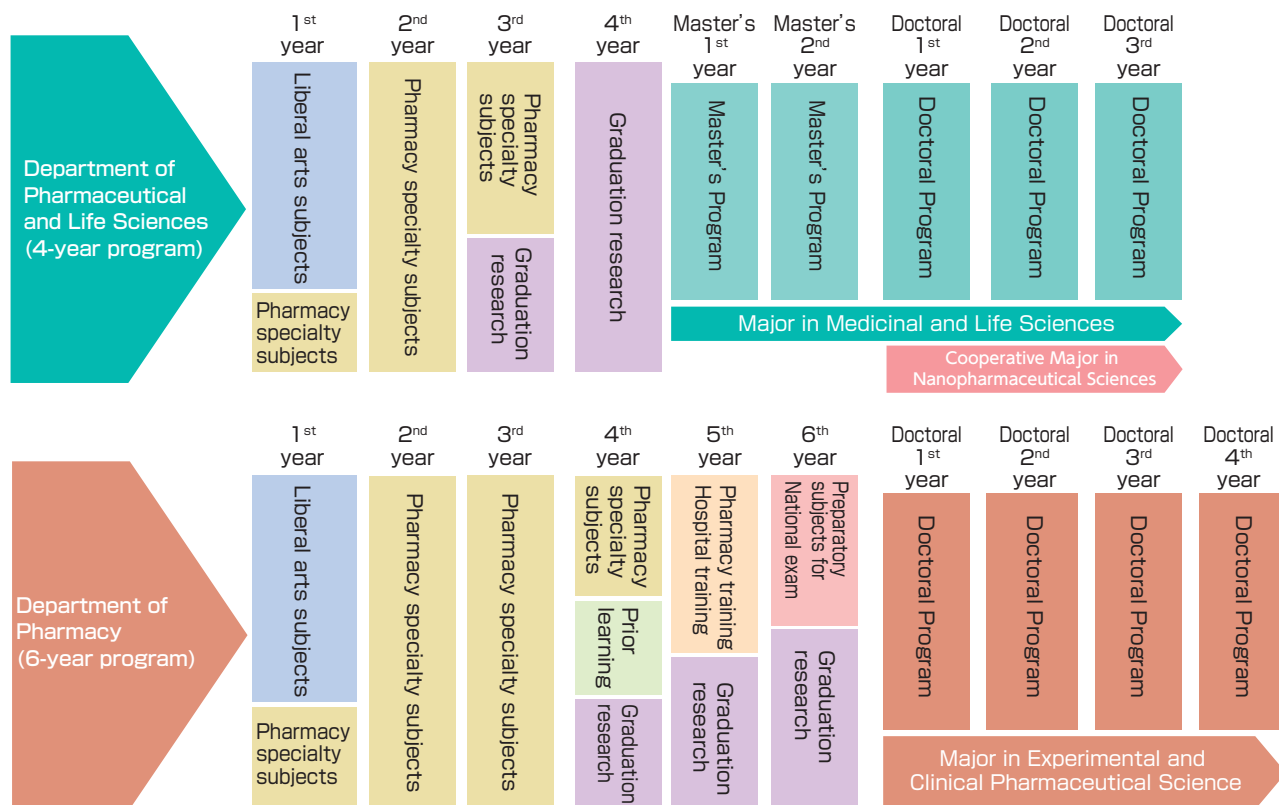 Department of
Pharmaceutical
and Life Sciences
(4-year program)
1st
year
Liberal arts subjects
Pharmacy
specialty
subjects
2nd
year
Pharmacy specialty subjects
3rd
year
Pharmacy
specialty
subjects
Graduation
research
4th
year
Graduation research
Master's
1st
year
Master's Program
Master's
2nd
year
Master's Program
Doctoral
1st
year
Doctoral Program
Doctoral
2nd
year
Doctoral Program
Doctoral
3rd
year
Doctoral Program
Major in Medicinal and Life Sciences
Cooperative Major in
Nanopharmaceutical Sciences
Department of
Pharmacy
(6-year program)
1st
year
Liberal arts subjects
Pharmacy
specialty
subjects
2nd
year
Pharmacy specialty subjects
3rd
year
Pharmacy specialty subjects
4th
year
Pharmacy
specialty
subjects
Prior
learning
Graduation
research
5th
year
Pharmacy training
Hospital training
Graduation
research
6th
year
Preparatory
subjects for
National exam
Graduation
research
Doctoral
1st
year
Doctoral Program
Doctoral
2nd
year
Doctoral Program
Doctoral
3rd
year
Doctoral Program
Doctoral
4th
year
Doctoral Program
Major in Experimental and
Clinical Pharmaceutical Science